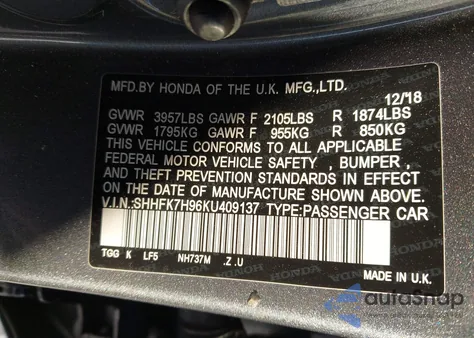 MFD.BY HONDA OF THE U.K. MFG.,LTD.
12/18
GVWR 3957LBS GAWR F 2105LBS R 1874LBS
GVWR 1795KG GAWR F 955KG R 850KG
THIS VEHICLE CONFORMS TO ALL APPLICABLE
FEDERAL MOTOR VEHICLE SAFETY , BUMPER ,
AND THEFT PREVENTION STANDARDS IN EFFECT
ON THE DATE OF MANUFACTURE SHOWN ABOVE.
V.I.N.:SHHFK7H96KU409137 TYPE:PASSENGER CAR
TGG K LF5 NH737M .Z.U
MADE IN U.K.
autosnap